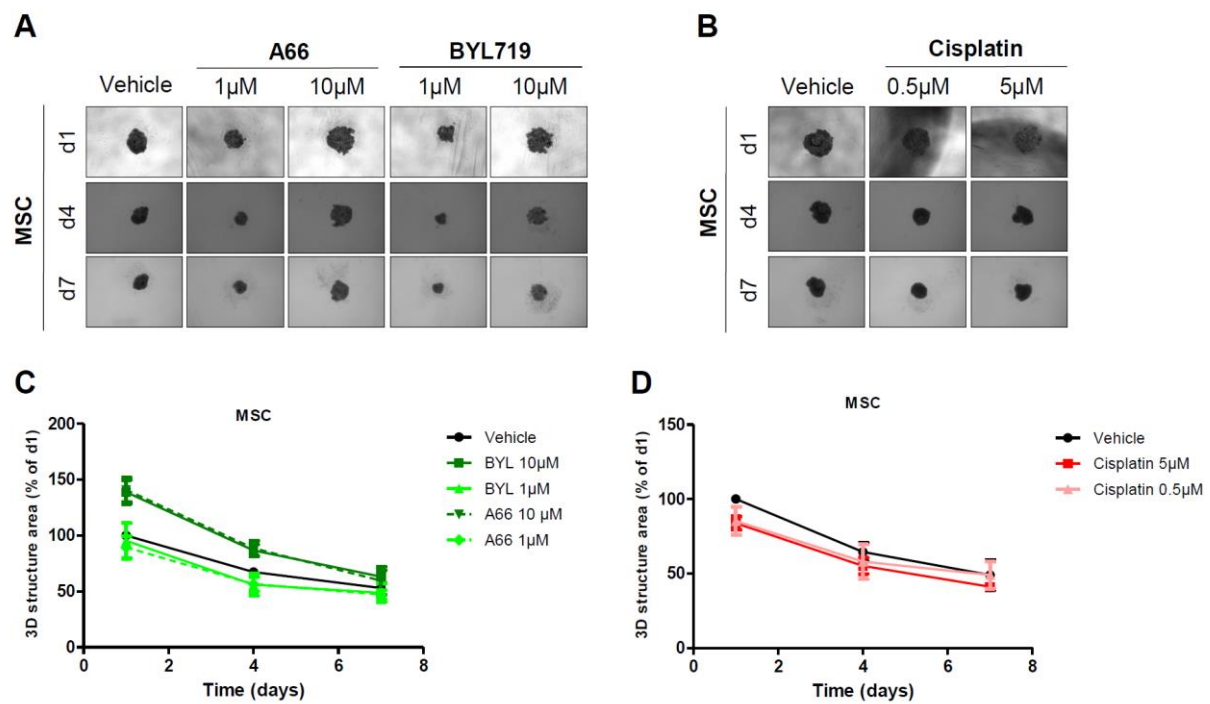 A
A66
BYL719
Vehicle
1µM
10µM
1µM
10µM
MSC
d1
d4
d7
B
Cisplatin
Vehicle
0.5µM
5µM
MSC
d1
d4
d7
C
MSC
3D structure area (% of d1)
200
150
100
50
0
0
2
4
6
8
Time (days)
Vehicle
BYL 10µM
BYL 1µM
A66 10 µM
A66 1µM
D
MSC
3D structure area (% of d1)
150
100
50
0
0
2
4
6
8
Time (days)
Vehicle
Cisplatin 5µM
Cisplatin 0.5µM